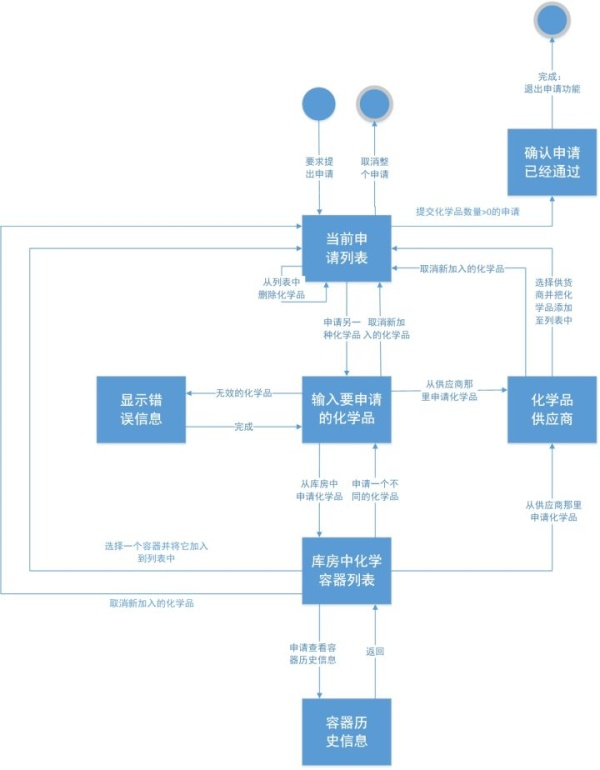 完成：
退出申请功能
确认申请
已经通过
要求提
出申请
取消整
个申请
提交化学品数量>0的申请
当前申
请列表
取消新加入的化学品
选择供货
商并把化
学品添加
至列表中
从列表中
删除化学品
申请另一
种化学品
取消新加
入的化学品
显示错
误信息
无效的化学品
完成
输入要申请
的化学品
从供应商那
里申请化学品
化学品
供应商
从库房中
申请化学品
申请一个不
同的化学品
从供应商那里
申请化学品
选择一个容器并将它加入
到列表中
库房中化学
容器列表
取消新加入的化学品
申请查看容
器历史信息
返回
容器历
史信息